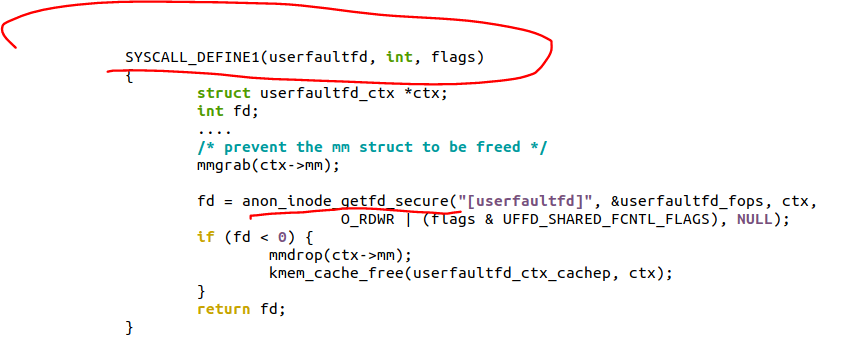 SYSCALL_DEFINE1(userfaultfd, int, flags)
{
struct userfaultfd_ctx *ctx;
int fd;
....
/* prevent the mm struct to be freed */
mmgrab(ctx->mm);
fd = anon_inode_getfd_secure("[userfaultfd]", &userfaultfd_fops, ctx,
O_RDWR | (flags & UFFD_SHARED_FCNTL_FLAGS), NULL);
if (fd < 0) {
mmdrop(ctx->mm);
kmem_cache_free(userfaultfd_ctx_cachep, ctx);
}
return fd;
}